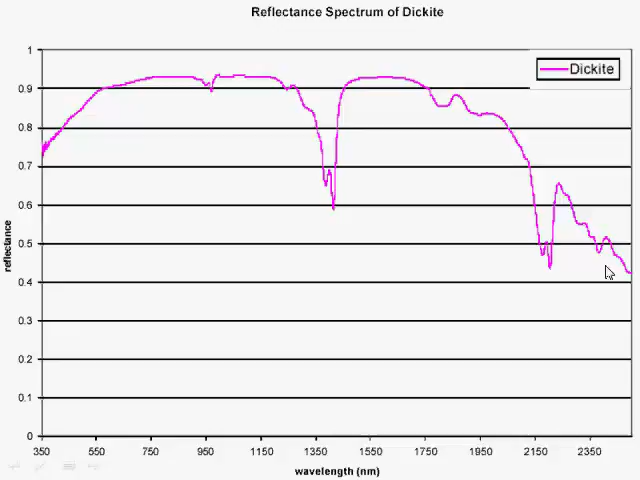 Reflectance Spectrum of Dickite
Dickite
1
0.9
0.8
0.7
0.6
0.5
0.4
0.3
0.2
0.1
0
reflectance
350 550 750 950 1150 1350 1550 1750 1950 2150 2350
wavelength (nm)